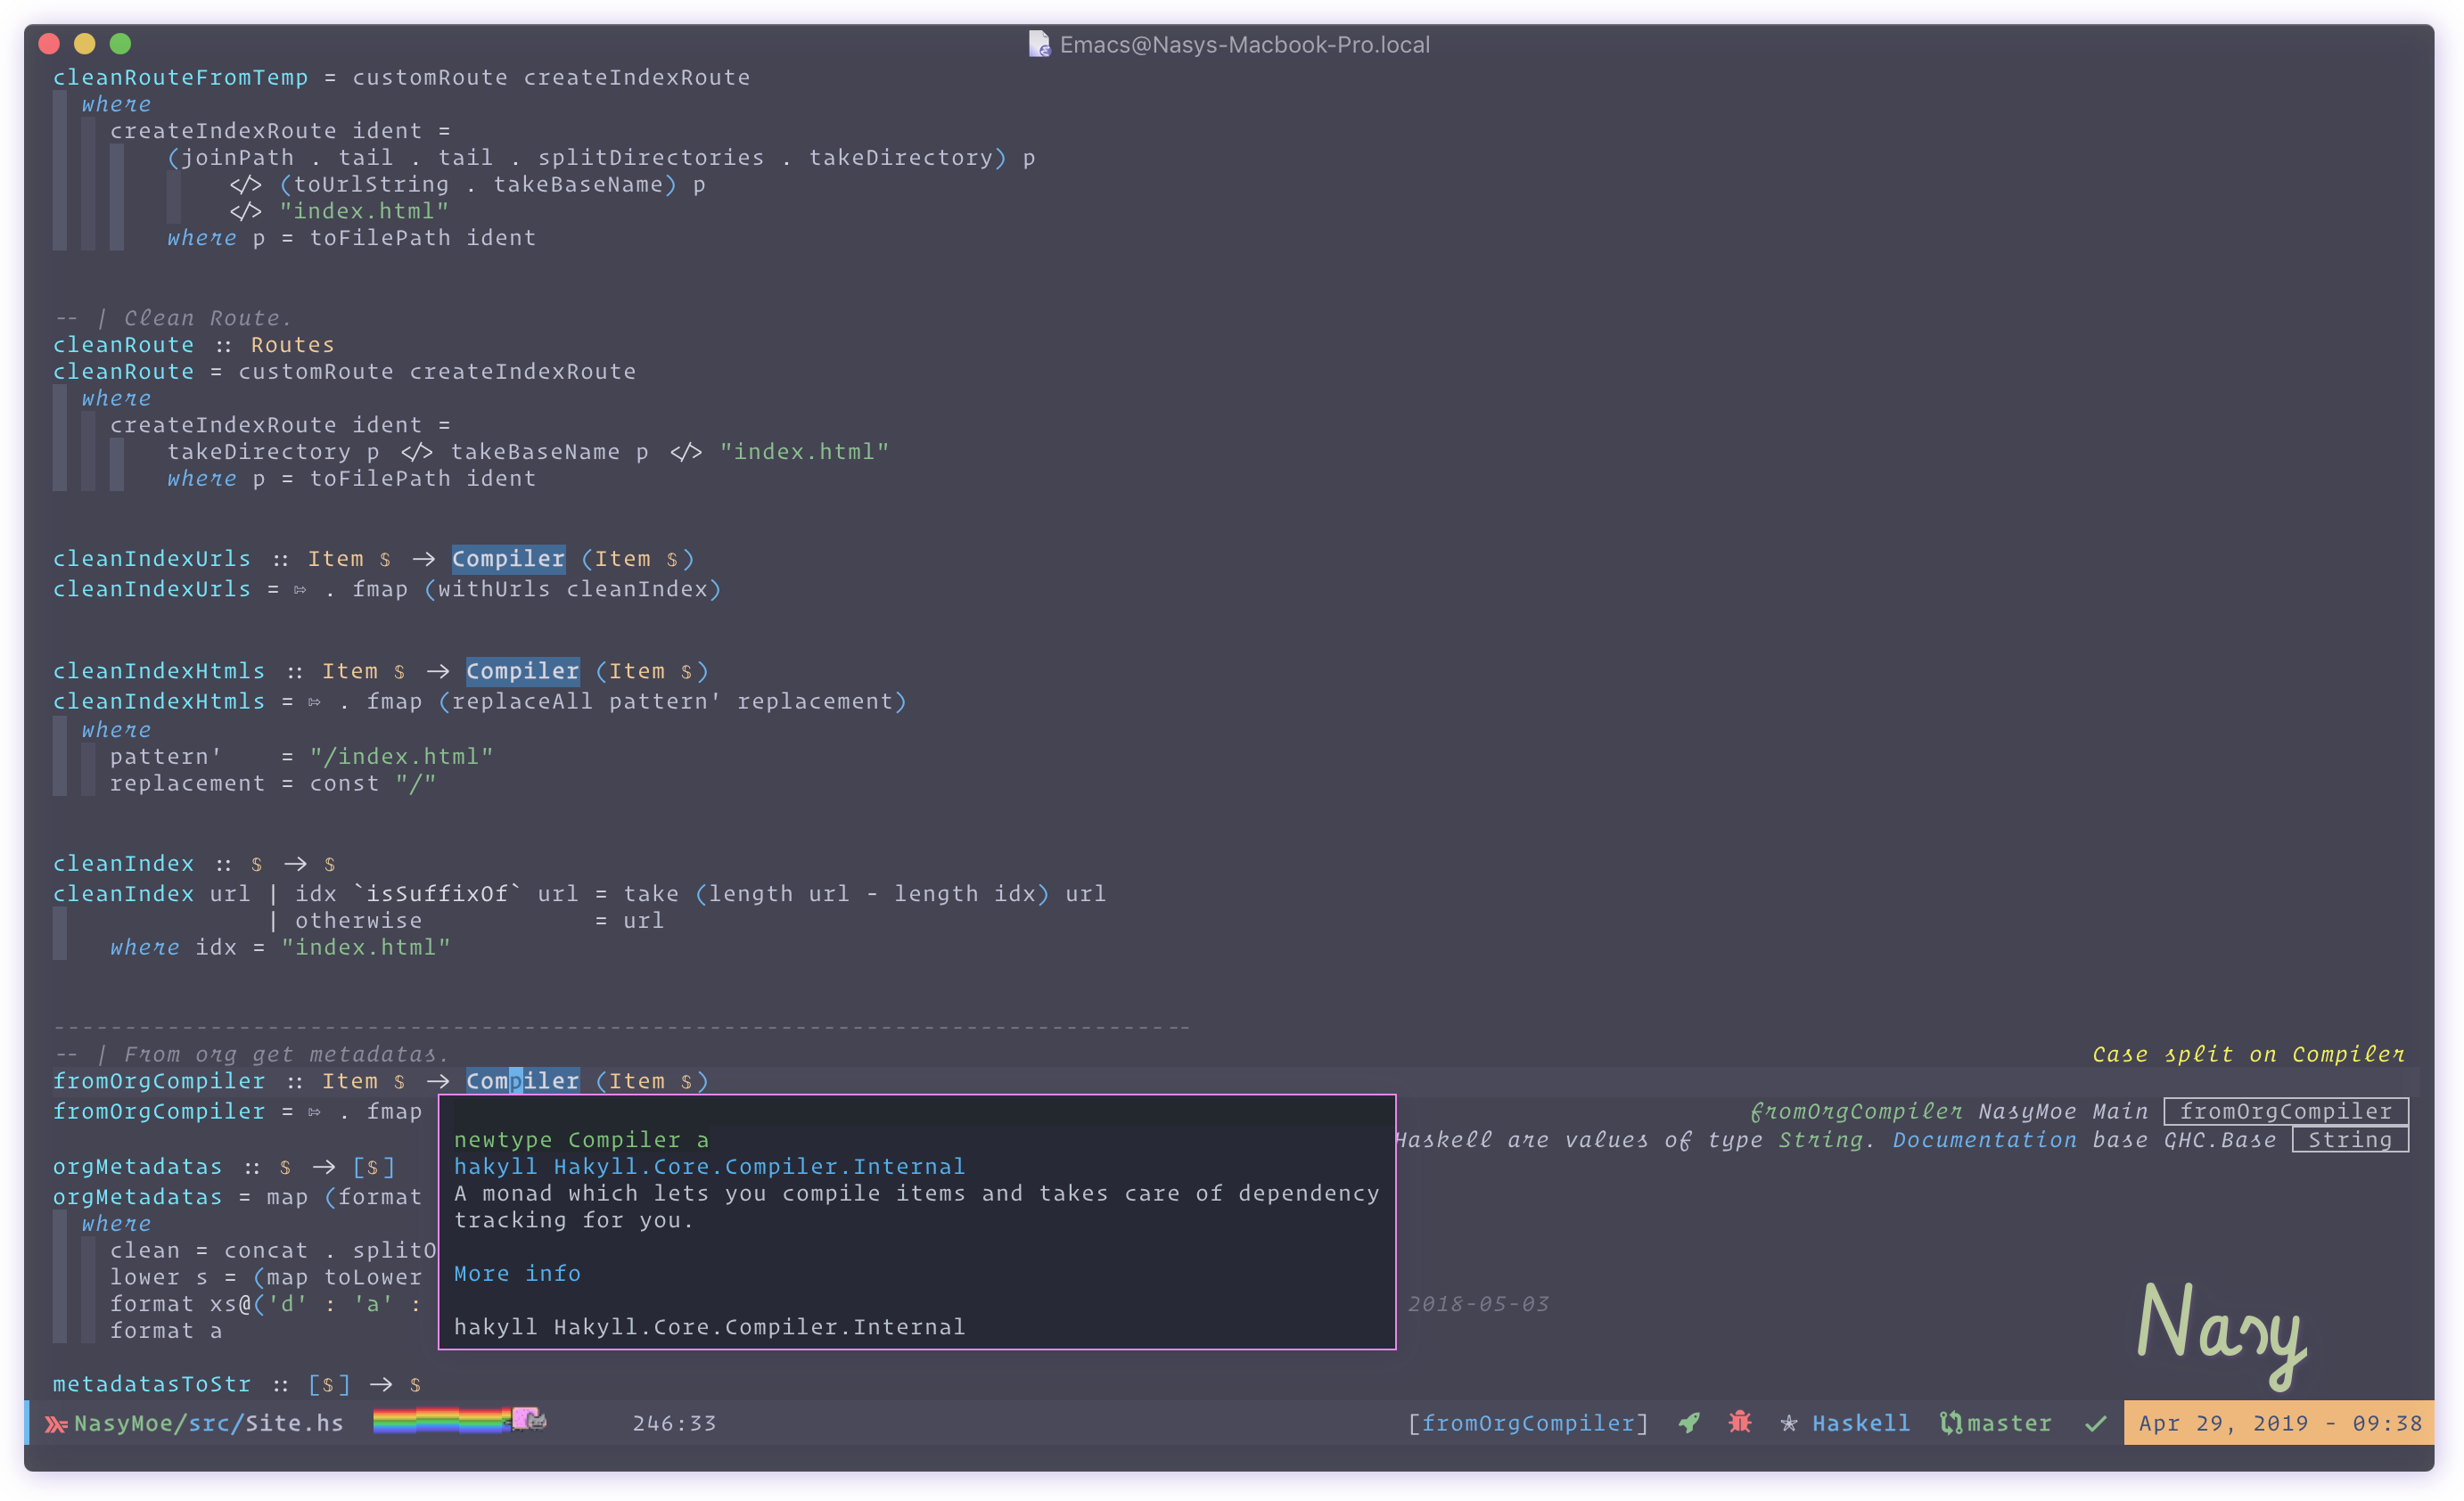 Emacs@Nasys-Macbook-Pro.local
cleanRouteFromTemp = customRoute createIndexRoute
where
createIndexRoute ident =
(joinPath . tail . tail . splitDirectories . takeDirectory) p
</> (toUrlString . takeBaseName) p
</> "index.html"
where p = toFilePath ident
-- | Clean Route.
cleanRoute :: Routes
cleanRoute = customRoute createIndexRoute
where
createIndexRoute ident =
takeDirectory p </> takeBaseName p </> "index.html"
where p = toFilePath ident
cleanIndexUrls :: Item 𝕊 → Compiler (Item 𝕊)
cleanIndexUrls = ⤇ . fmap (withUrls cleanIndex)
cleanIndexHtmls :: Item 𝕊 → Compiler (Item 𝕊)
cleanIndexHtmls = ⤇ . fmap (replaceAll pattern' replacement)
where
pattern'    = "/index.html"
replacement = const "/"
cleanIndex :: 𝕊 → 𝕊
cleanIndex url | idx `isSuffixOf` url = take (length url - length idx) url
| otherwise            = url
where idx = "index.html"
--------------------------------------------------------------------------------
-- | From org get metadatas.
Case split on Compiler
fromOrgCompiler :: Item 𝕊 → Compiler (Item 𝕊)
fromOrgCompiler = ⤇ . fmap
fromOrgCompiler NasyMoe Main fromOrgCompiler
newtype Compiler a
Haskell are values of type String. Documentation base GHC.Base String
hakyll Hakyll.Core.Compiler.Internal
A monad which lets you compile items and takes care of dependency
tracking for you.
More info
hakyll Hakyll.Core.Compiler.Internal
orgMetadatas :: 𝕊 → [𝕊]
orgMetadatas = map (format
where
clean = concat . splitO
lower s = (map toLower
format xs@('d' : 'a' :
2018-05-03
format a
metadatasToStr :: [𝕊] → 𝕊
Nasy
NasyMoe/src/Site.hs 246:33 [fromOrgCompiler] Haskell master Apr 29, 2019 - 09:38